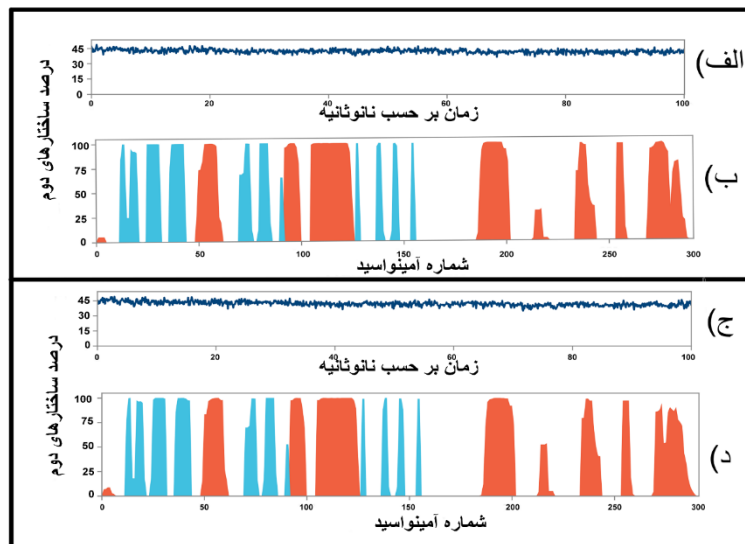 الف)
درصد ساختارهای دوم
45
30
15
0
0 20 40 60 80 100
زمان بر حسب نانوثانیه
ب)
100
75
50
25
0
0 50 100 150 200 250 300
شماره آمینواسید
ج)
درصد ساختارهای دوم
45
30
15
0
0 20 40 60 80 100
زمان بر حسب نانوثانیه
د)
100
75
50
25
0
0 50 100 150 200 250 300
شماره آمینواسید